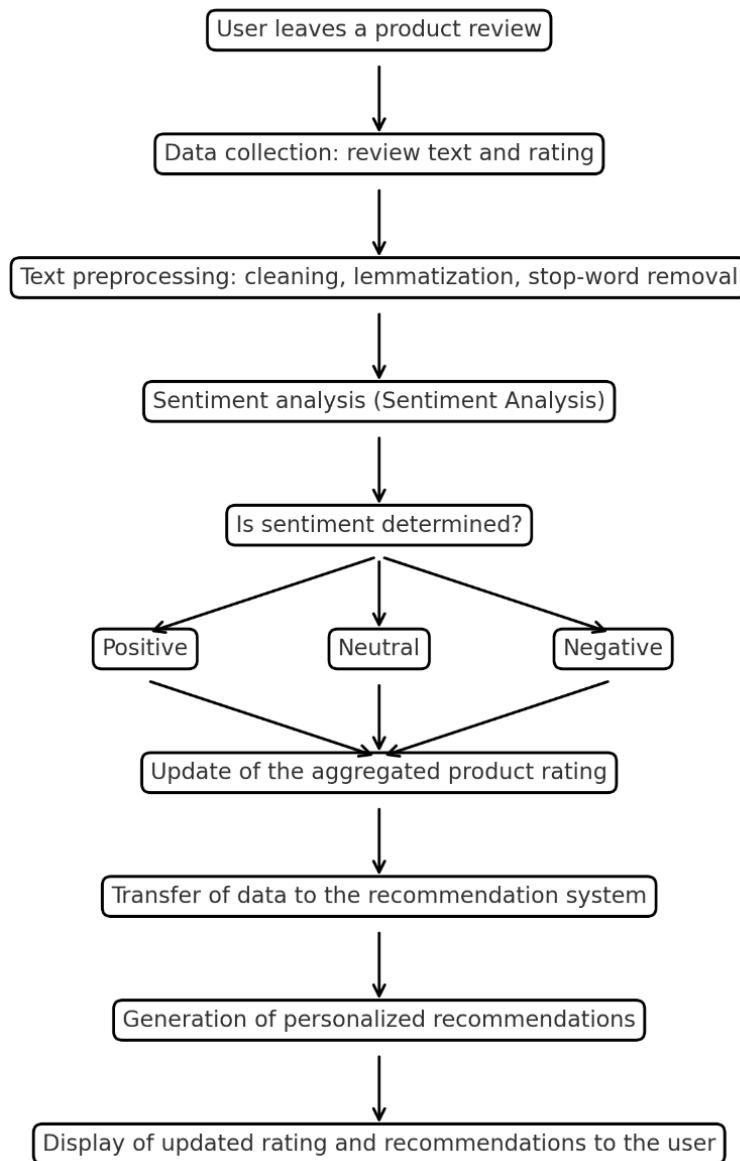 User leaves a product review
Data collection: review text and rating
Text preprocessing: cleaning, lemmatization, stop-word removal
Sentiment analysis (Sentiment Analysis)
Is sentiment determined?
Positive
Neutral
Negative
Update of the aggregated product rating
Transfer of data to the recommendation system
Generation of personalized recommendations
Display of updated rating and recommendations to the user